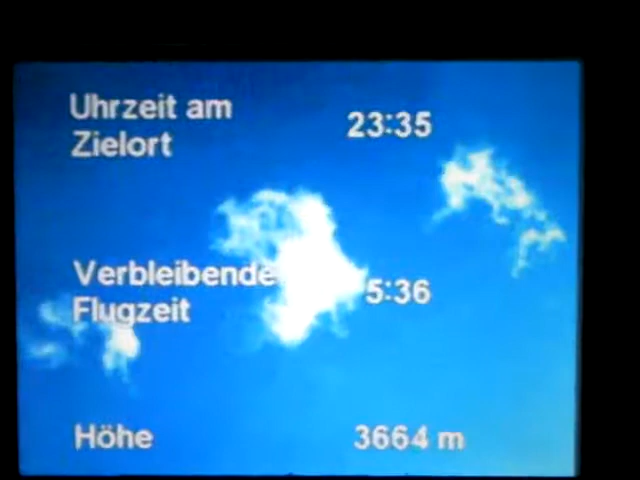 Uhrzeit am
Zielort
23:35
Verbleibende
Flugzeit
5:36
Höhe
3664 m